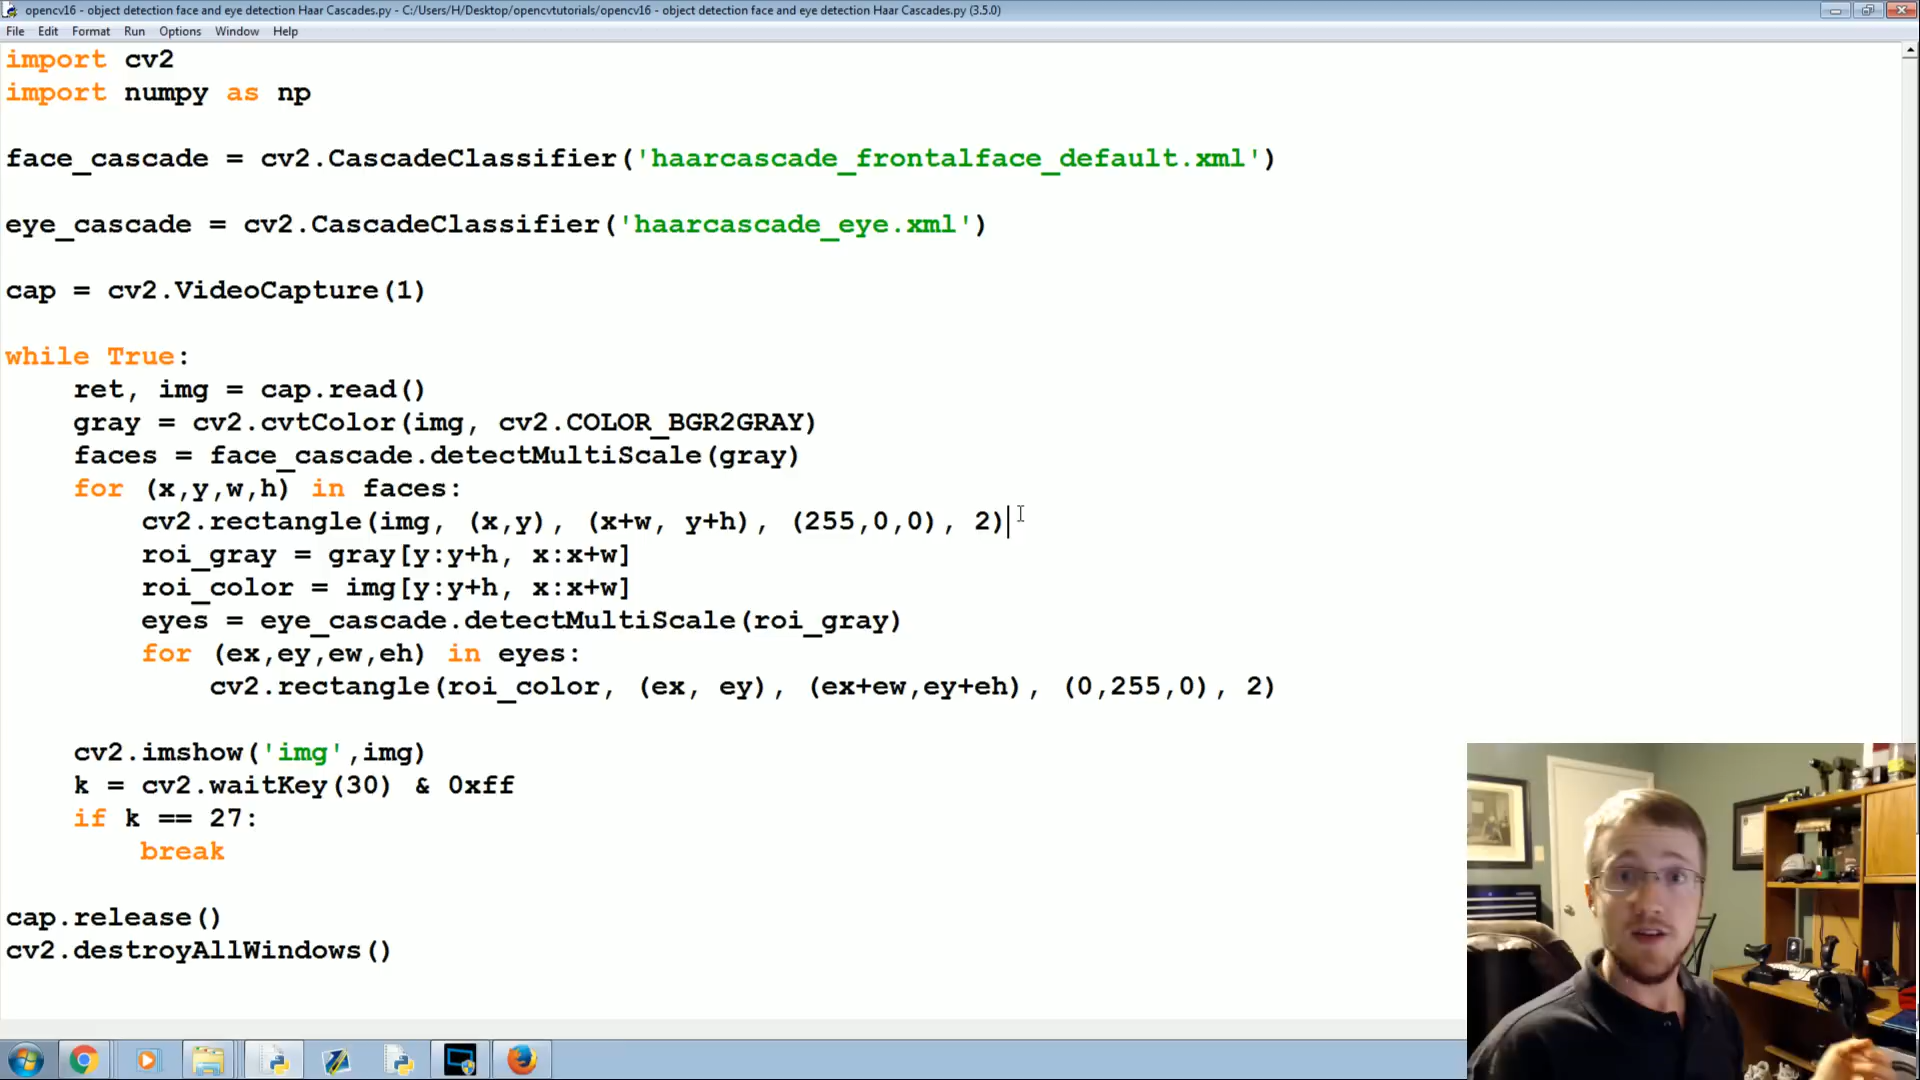 opencv16 - object detection face and eye detection Haar Cascades.py - C:/Users/H/Desktop/opencvtutorials/opencv16 - object detection face and eye detection Haar Cascades.py (3.5.0)
File Edit Format Run Options Window Help
import cv2
import numpy as np
face_cascade = cv2.CascadeClassifier('haarcascade_frontalface_default.xml')
eye_cascade = cv2.CascadeClassifier('haarcascade_eye.xml')
cap = cv2.VideoCapture(1)
while True:
ret, img = cap.read()
gray = cv2.cvtColor(img, cv2.COLOR_BGR2GRAY)
faces = face_cascade.detectMultiScale(gray)
for (x,y,w,h) in faces:
cv2.rectangle(img, (x,y), (x+w, y+h), (255,0,0), 2)
roi_gray = gray[y:y+h, x:x+w]
roi_color = img[y:y+h, x:x+w]
eyes = eye_cascade.detectMultiScale(roi_gray)
for (ex,ey,ew,eh) in eyes:
cv2.rectangle(roi_color, (ex, ey), (ex+ew,ey+eh), (0,255,0), 2)
cv2.imshow('img',img)
k = cv2.waitKey(30) & 0xff
if k == 27:
break
cap.release()
cv2.destroyAllWindows()